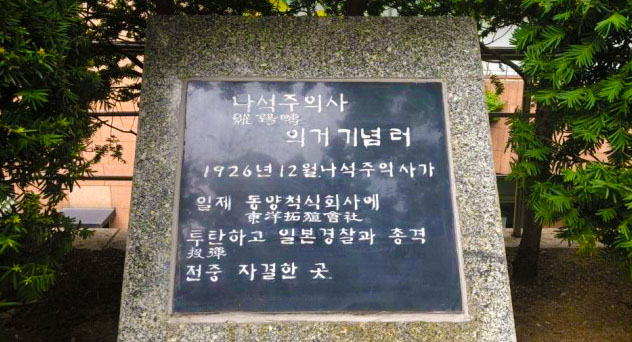 나석주의사
羅錫疇
의거기념터
1926년 12월 나석주의사가
일제 동양척식회사에
東洋拓殖會社
투탄하고 일본경찰과 총격
投彈
전중 자결한 곳